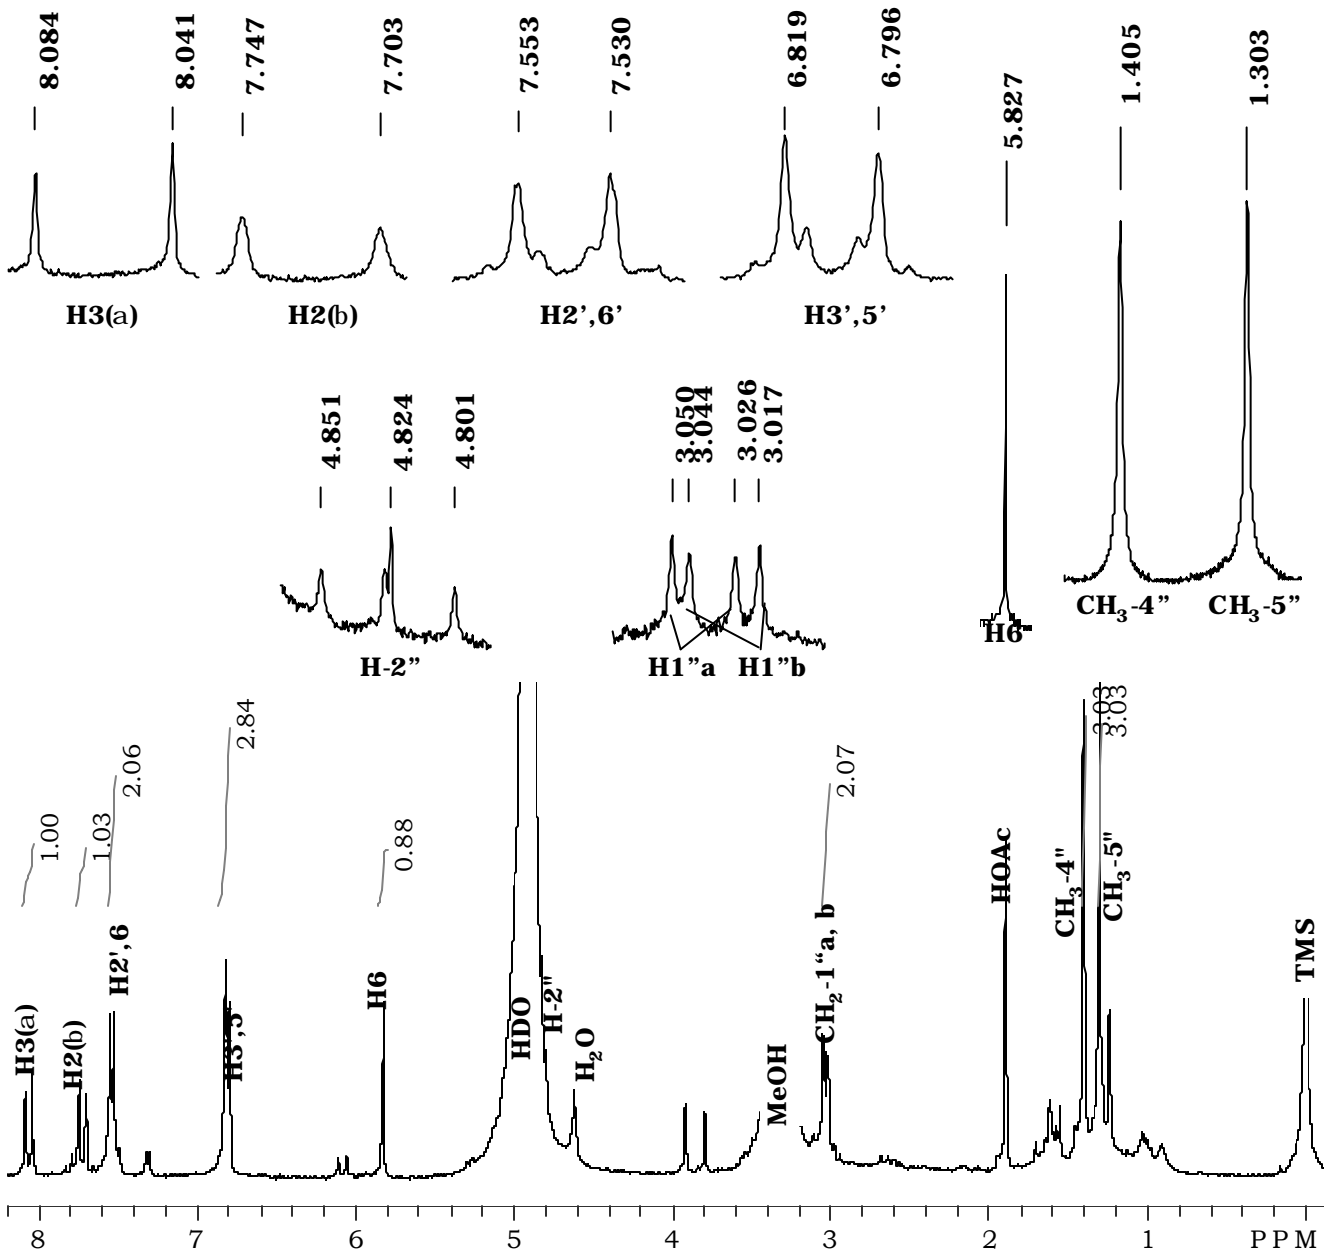 8.084 8.041 7.747 7.703 7.553 7.530 6.819 6.796 5.827 1.405 1.303
H3(a) H2(b) H2’,6’ H3’,5’
4.851 4.824 4.801 3.050 3.044 3.026 3.017
H-2” H1”a H1”b H6 CH3-4” CH3-5”
1.00 1.03 2.06 2.84 0.88 2.07 3.03 3.03
H3(a) H2(b) H2',6 H3',5 H6 HDO H-2" H2O MeOH CH2-1“a, b HOAc CH3-4" CH3-5" TMS
8 7 6 5 4 3 2 1 PPM